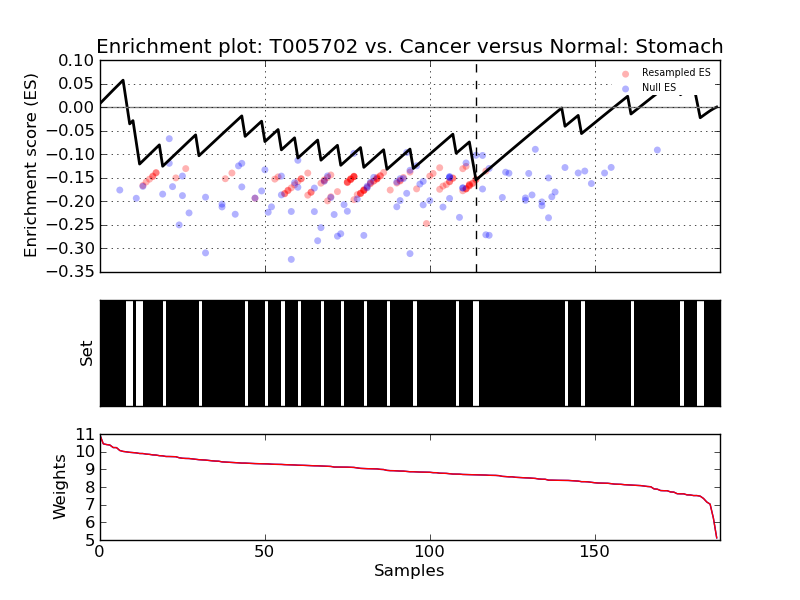 Enrichment plot: T005702 vs. Cancer versus Normal: Stomach
Enrichment score (ES)
0.10
0.05
0.00
−0.05
−0.10
−0.15
−0.20
−0.25
−0.30
−0.35
Resampled ES
Null ES
Set
Weights
11
10
9
8
7
6
5
0 50 100 150
Samples